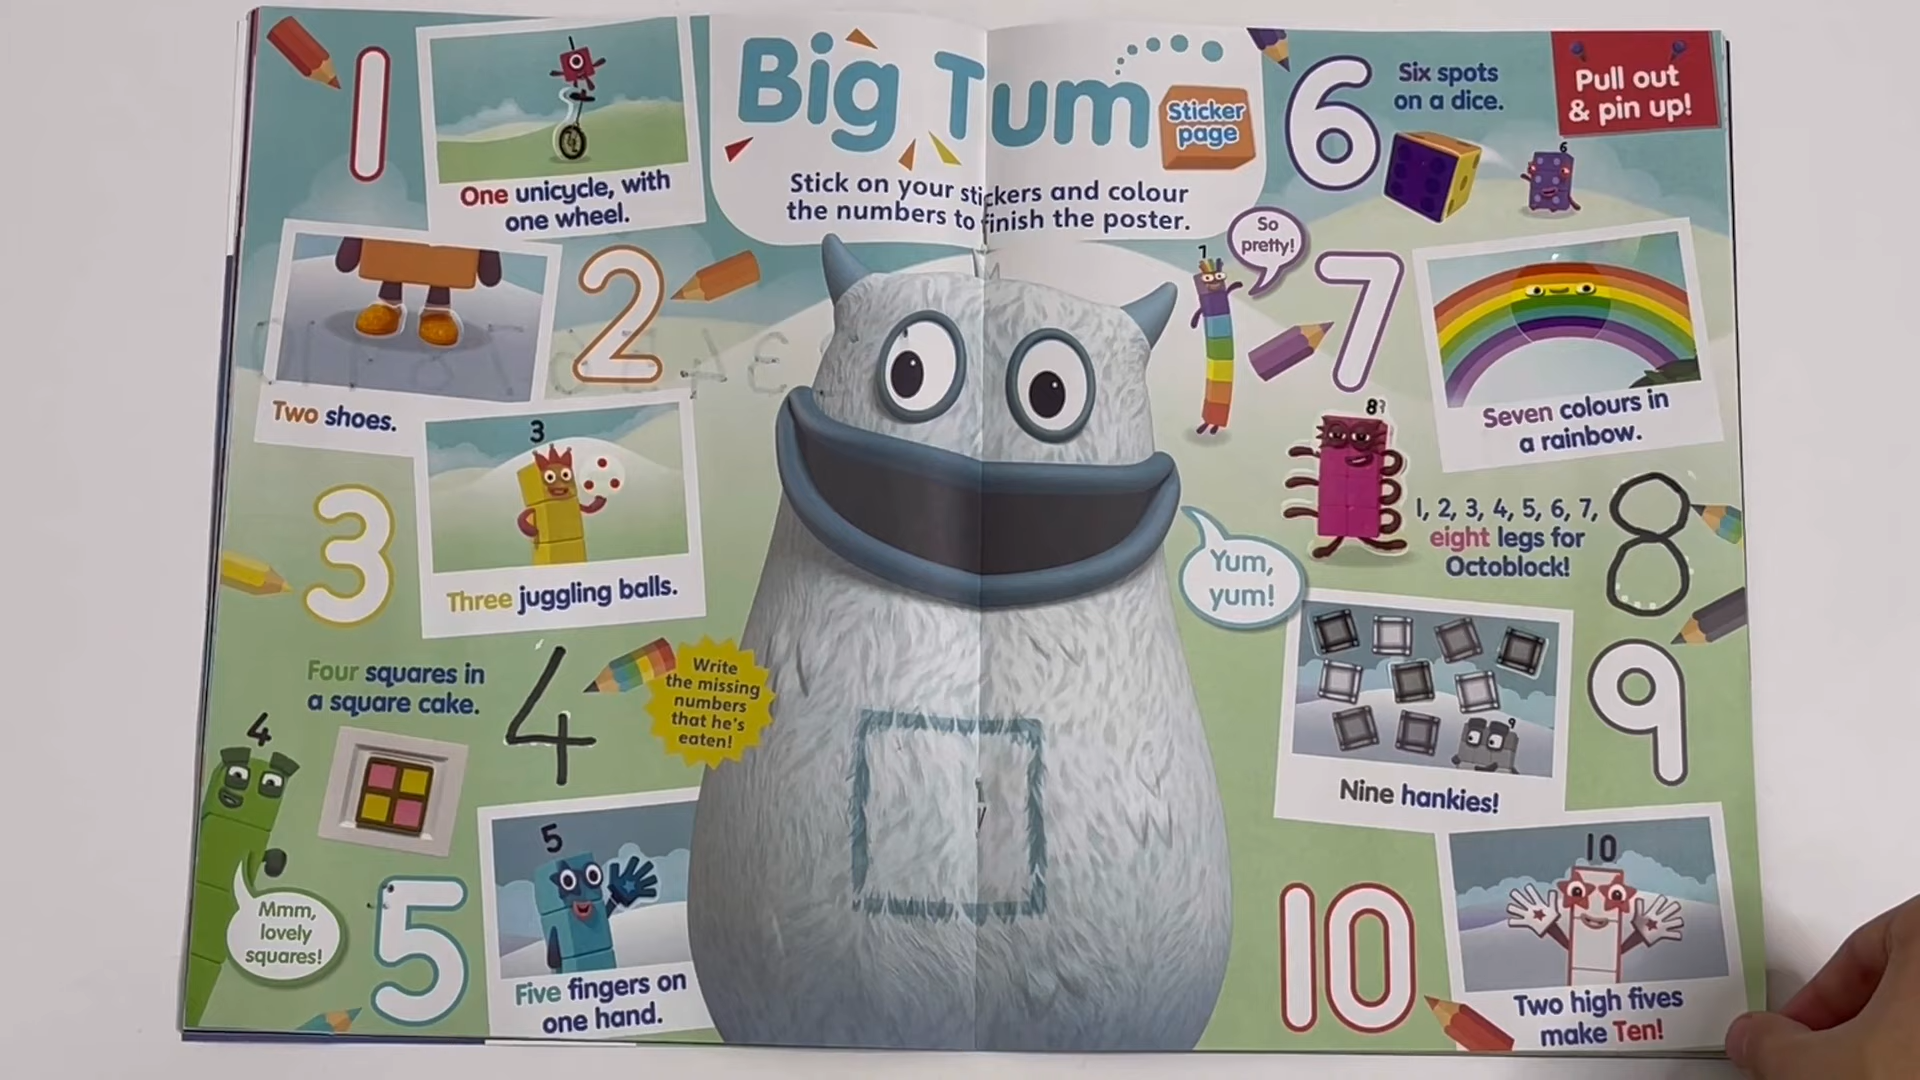 Big Tum
Sticker
page
Stick on your stickers and colour
the numbers to finish the poster.
Pull out
& pin up!
1
One unicycle, with
one wheel.
2
Two shoes.
3
3
Three juggling balls.
4
Four squares in
a square cake.
4
Mmm,
lovely
squares!
Write
the missing
numbers
that he's
eaten!
5
5
Five fingers on
one hand.
6
Six spots
on a dice.
6
7
So
pretty!
7
Seven colours in
a rainbow.
8
1, 2, 3, 4, 5, 6, 7,
eight legs for
Octoblock!
8
Yum,
yum!
9
9
Nine hankies!
10
10
Two high fives
make Ten!